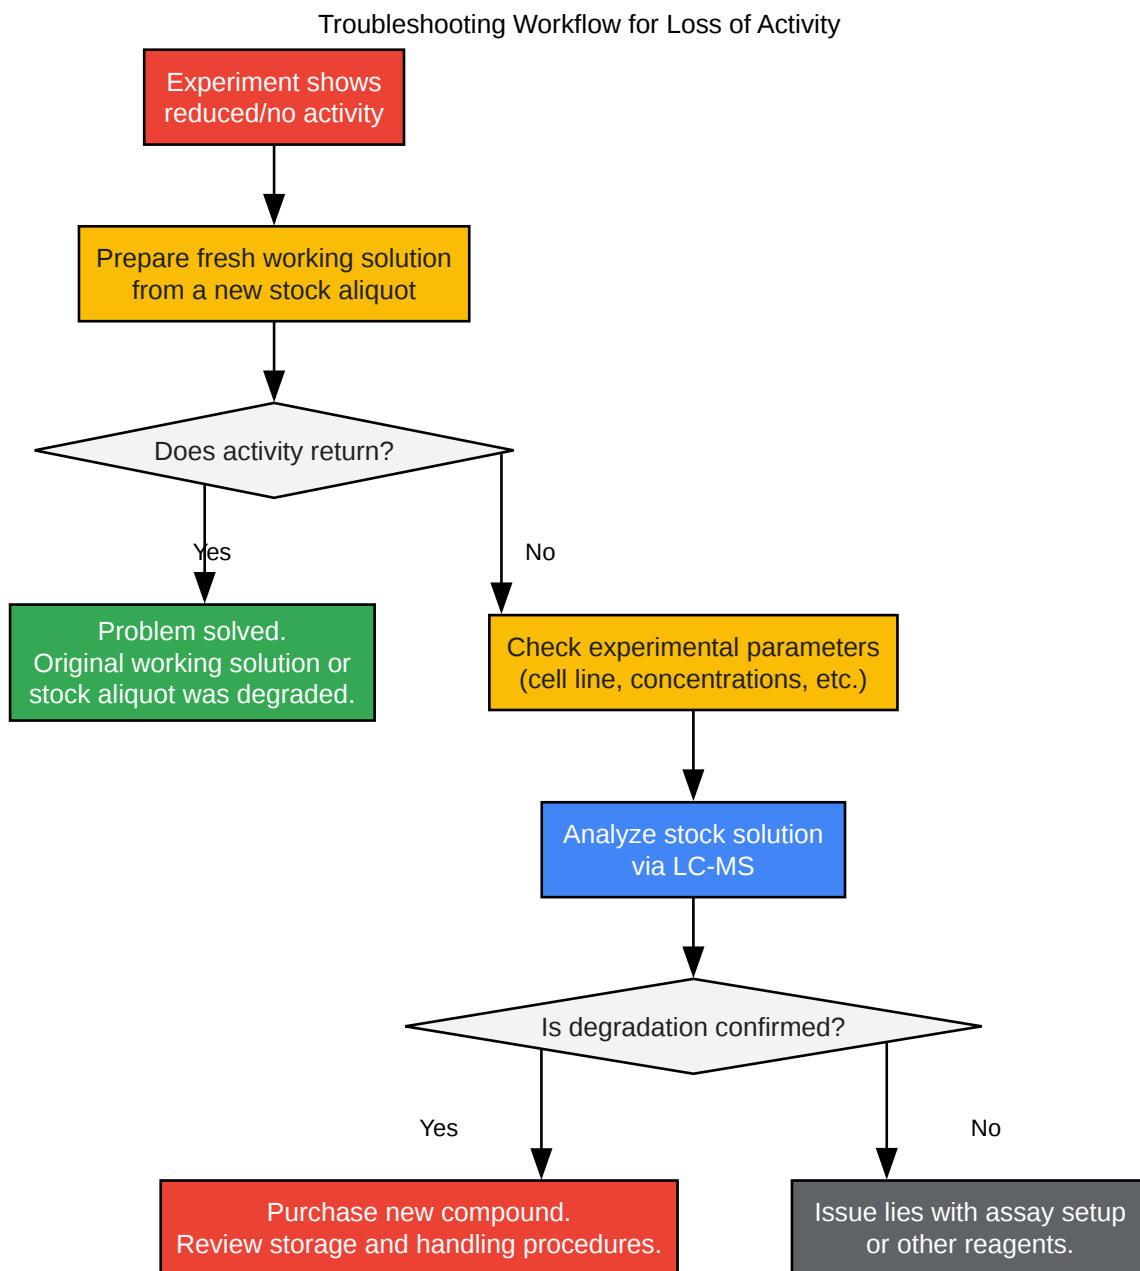 Troubleshooting Workflow for Loss of Activity
Experiment shows
reduced/no activity
Prepare fresh working solution
from a new stock aliquot
Does activity return?
Yes
No
Problem solved.
Original working solution or
stock aliquot was degraded.
Check experimental parameters
(cell line, concentrations, etc.)
Analyze stock solution
via LC-MS
Is degradation confirmed?
Yes
No
Purchase new compound.
Review storage and handling procedures.
Issue lies with assay setup
or other reagents.